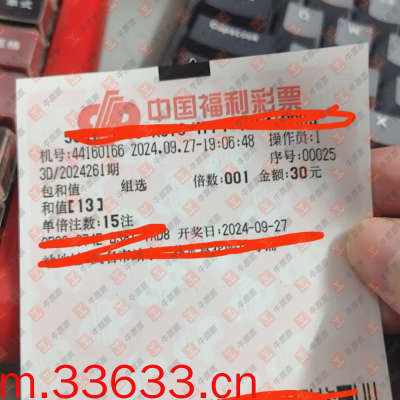 中国福利彩票
机号:44160166 2024.09.27-19:06:48 操作员:1
3D/2024261期 序号:00025
包和值 组选 倍数:001 金额:30元
和值[13]
单倍注数:15注
开奖日:2024-09-27
m.33633.cn